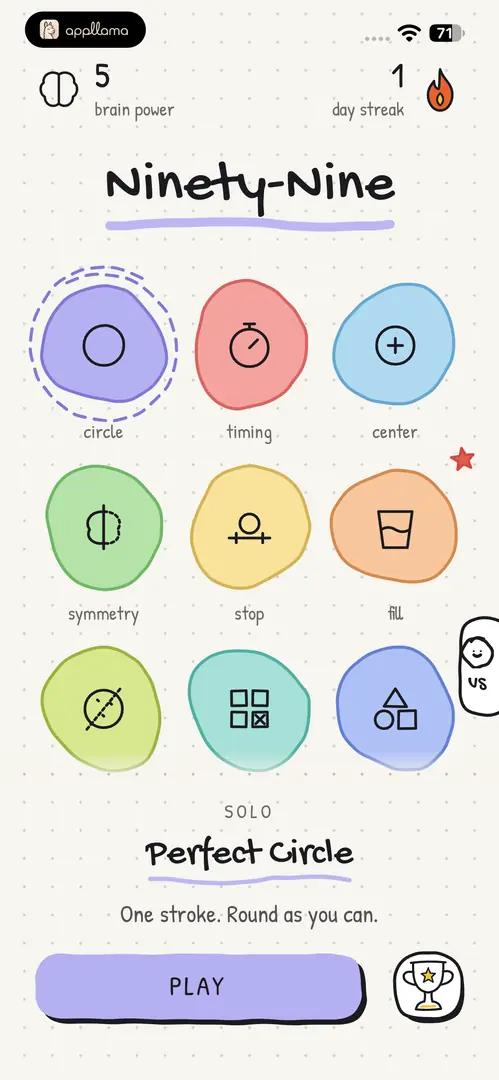 appllama
71
5
brain power
1
day streak
Ninety-Nine
circle
timing
center
symmetry
stop
fill
VS
SOLO
Perfect Circle
One stroke. Round as you can.
PLAY